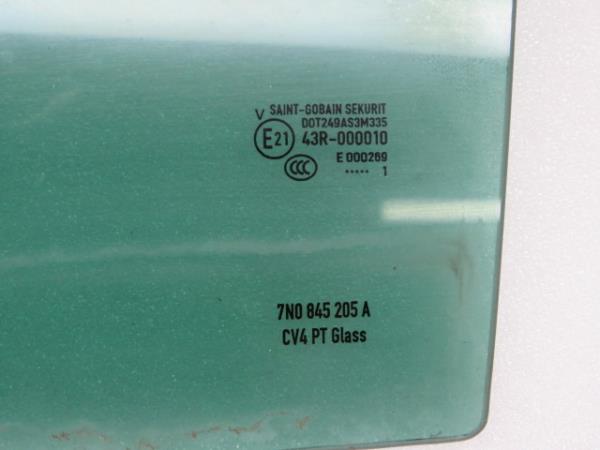 V SAINT-GOBAIN SEKURIT
DOT249AS3M335
E21 43R-000010
E 000269
CCC ..... 1
7N0 845 205 A
CV4 PT Glass